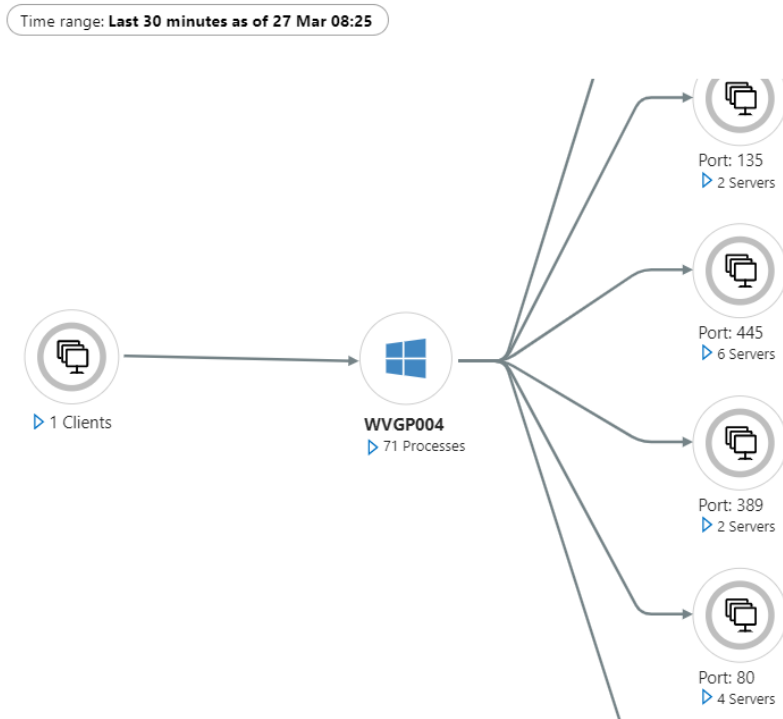 Time range: Last 30 minutes as of 27 Mar 08:25
Port: 135
2 Servers
Port: 445
6 Servers
1 Clients
WVGP004
71 Processes
Port: 389
2 Servers
Port: 80
4 Servers